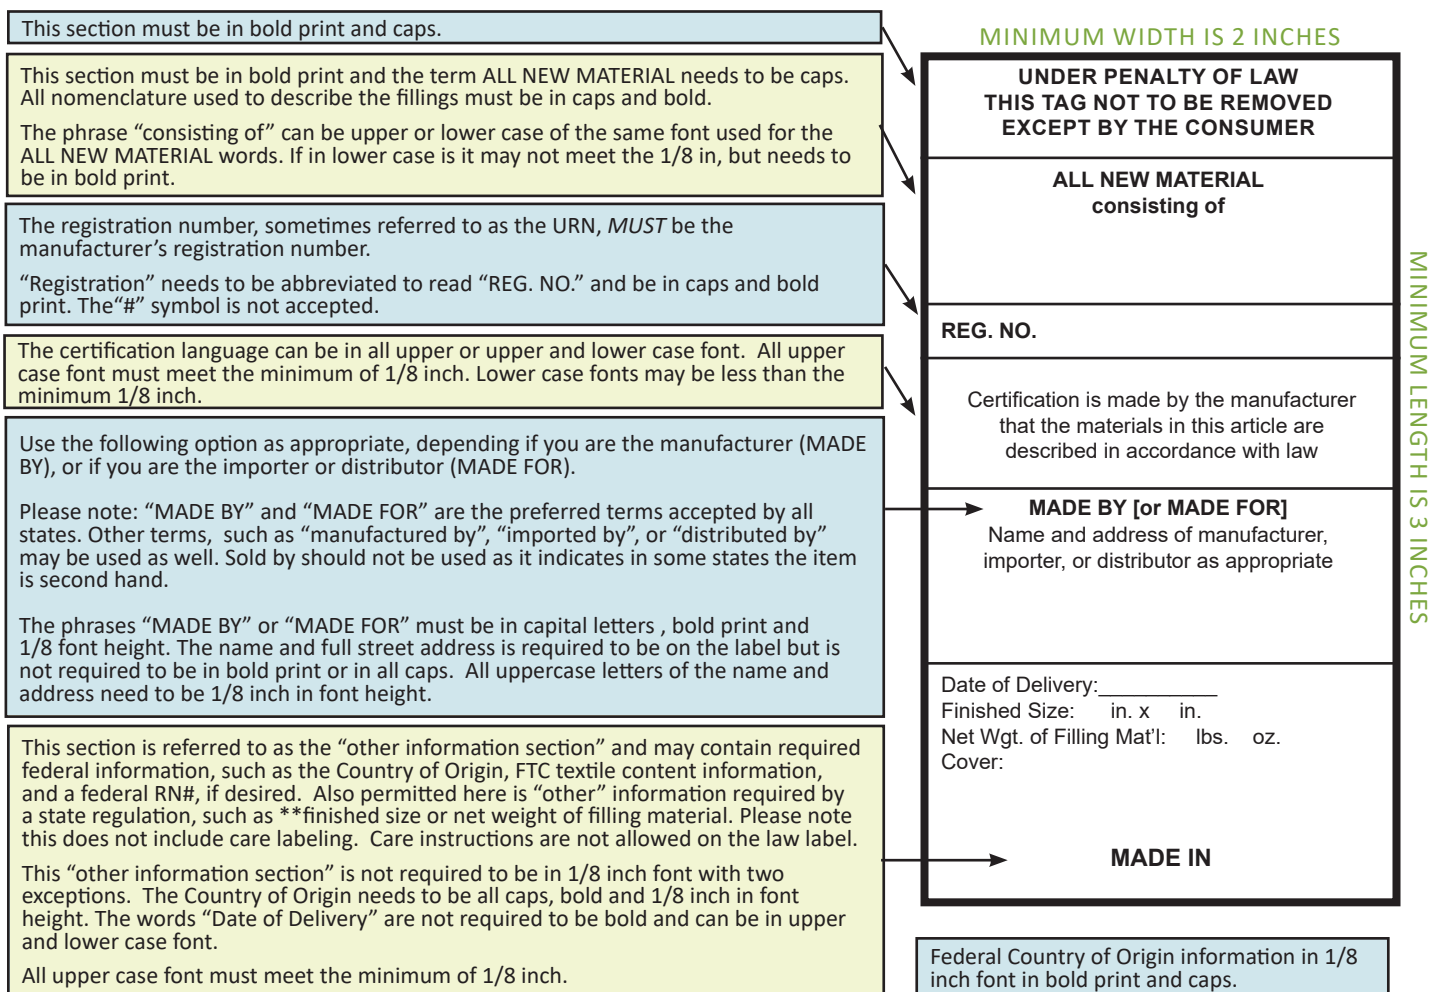 This section must be in bold print and caps.
This section must be in bold print and the term ALL NEW MATERIAL needs to be caps.
All nomenclature used to describe the fillings must be in caps and bold.
The phrase “consisting of” can be upper or lower case of the same font used for the
ALL NEW MATERIAL words. If in lower case is it may not meet the 1/8 in, but needs to
be in bold print.
The registration number, sometimes referred to as the URN, MUST be the
manufacturer’s registration number.
“Registration” needs to be abbreviated to read “REG. NO.” and be in caps and bold
print. The“#” symbol is not accepted.
The certification language can be in all upper or upper and lower case font.  All upper
case font must meet the minimum of 1/8 inch. Lower case fonts may be less than the
minimum 1/8 inch.
Use the following option as appropriate, depending if you are the manufacturer (MADE
BY), or if you are the importer or distributor (MADE FOR).
Please note: “MADE BY” and “MADE FOR” are the preferred terms accepted by all
states. Other terms,  such as “manufactured by”, “imported by”, or “distributed by”
may be used as well. Sold by should not be used as it indicates in some states the item
is second hand.
The phrases “MADE BY” or “MADE FOR” must be in capital letters , bold print and
1/8 font height. The name and full street address is required to be on the label but is
not required to be in bold print or in all caps.  All uppercase letters of the name and
address need to be 1/8 inch in font height.
This section is referred to as the “other information section” and may contain required
federal information, such as the Country of Origin, FTC textile content information,
and a federal RN#, if desired.  Also permitted here is “other” information required by
a state regulation, such as **finished size or net weight of filling material. Please note
this does not include care labeling.  Care instructions are not allowed on the law label.
This “other information section” is not required to be in 1/8 inch font with two
exceptions.  The Country of Origin needs to be all caps, bold and 1/8 inch in font
height. The words “Date of Delivery” are not required to be bold and can be in upper
and lower case font.
All upper case font must meet the minimum of 1/8 inch.
MINIMUM WIDTH IS 2 INCHES
UNDER PENALTY OF LAW
THIS TAG NOT TO BE REMOVED
EXCEPT BY THE CONSUMER
ALL NEW MATERIAL
consisting of
REG. NO.
Certification is made by the manufacturer
that the materials in this article are
described in accordance with law
MADE BY [or MADE FOR]
Name and address of manufacturer,
importer, or distributor as appropriate
Date of Delivery:__________
Finished Size:      in. x     in.
Net Wgt. of Filling Mat’l:     lbs.   oz.
Cover:
MADE IN
MINIMUM LENGTH IS 3 INCHES
Federal Country of Origin information in 1/8
inch font in bold print and caps.